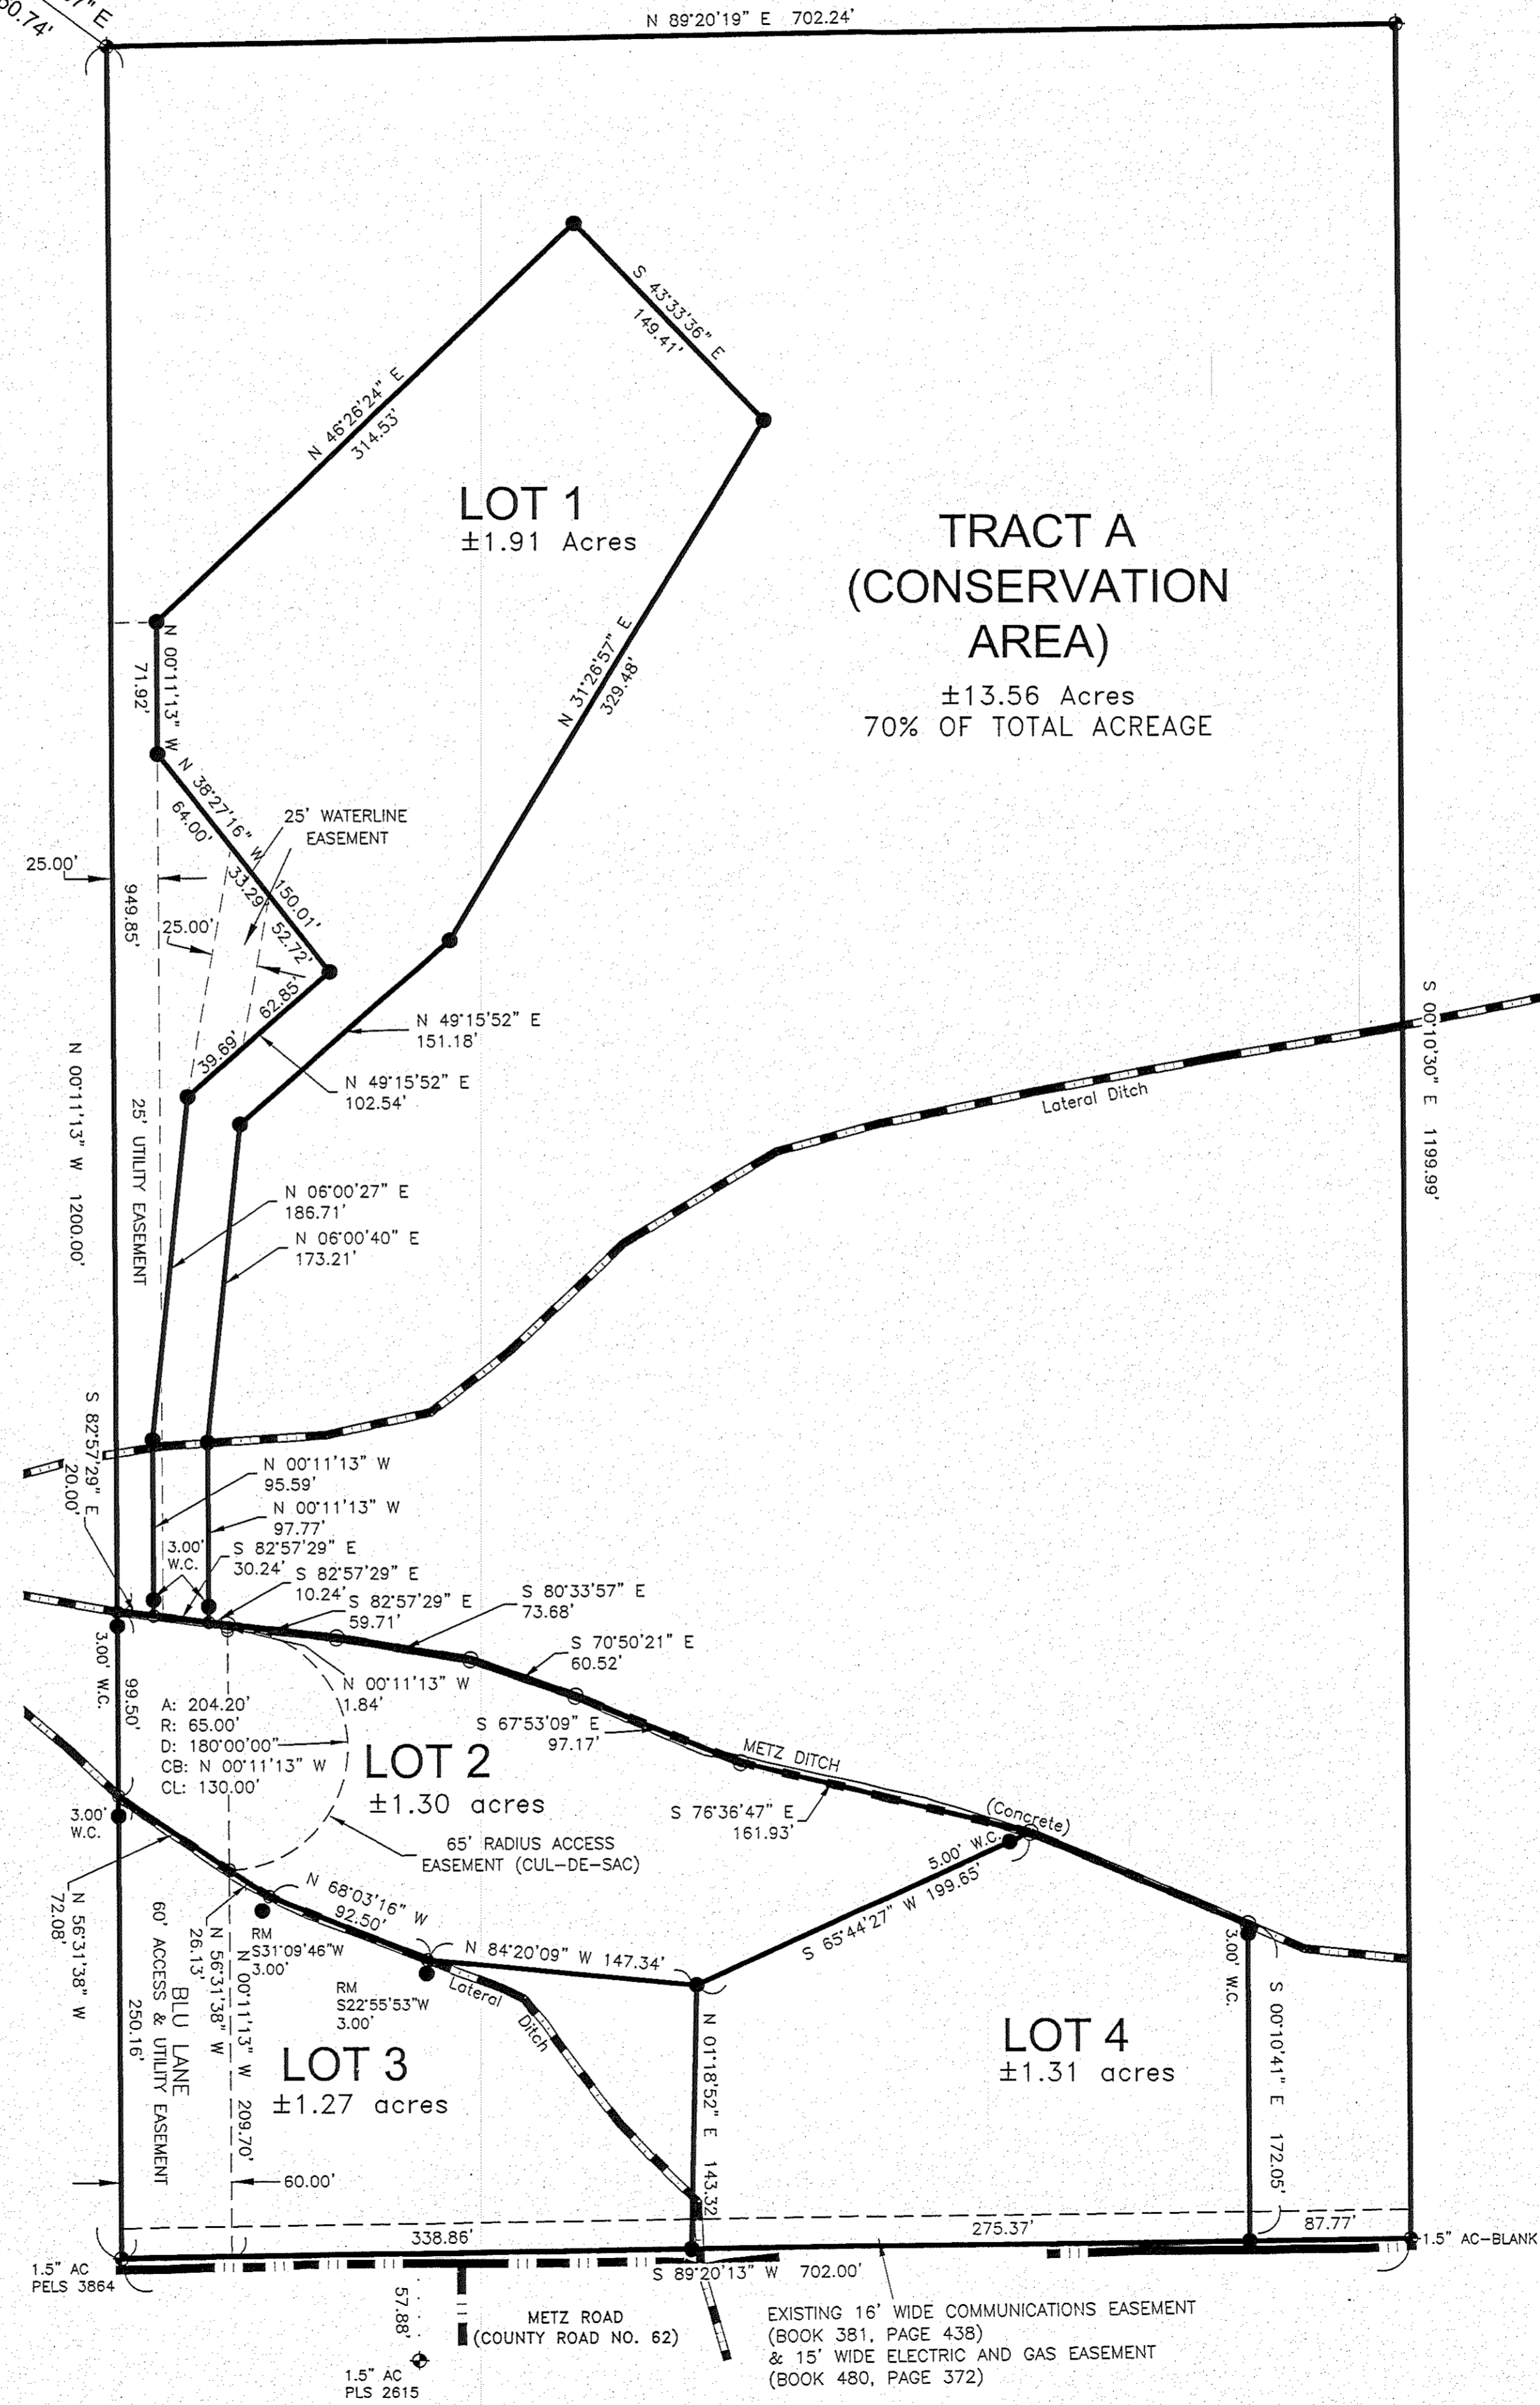 N 89°20'19" E 702.24'
S 43°33'36" E
149.41'
N 46°26'24" E
314.53'
LOT 1
±1.91 Acres
TRACT A
(CONSERVATION
AREA)
±13.56 Acres
70% OF TOTAL ACREAGE
N 31°26'57" E
329.48'
N 00°11'13" W
71.92'
N 38°27'16" W
150.01'
64.00'
33.29'
52.72'
25' WATERLINE
EASEMENT
25.00'
949.85'
25.00'
62.85'
39.69'
N 49°15'52" E
151.18'
N 49°15'52" E
102.54'
Lateral Ditch
S 00°10'30" E 1199.99'
N 00°11'13" W 1200.00'
25' UTILITY EASEMENT
N 06°00'27" E
186.71'
N 06°00'40" E
173.21'
S 82°57'29" E
20.00'
N 00°11'13" W
95.59'
N 00°11'13" W
97.77'
3.00'
W.C.
S 82°57'29" E
30.24'
S 82°57'29" E
10.24'
S 82°57'29" E
59.71'
S 80°33'57" E
73.68'
S 70°50'21" E
60.52'
N 00°11'13" W
1.84'
3.00' W.C.
99.50'
A: 204.20'
R: 65.00'
D: 180°00'00"
CB: N 00°11'13" W
CL: 130.00'
S 67°53'09" E
97.17'
METZ DITCH
(Concrete)
LOT 2
±1.30 acres
S 76°36'47" E
161.93'
65' RADIUS ACCESS
EASEMENT (CUL-DE-SAC)
3.00'
W.C.
5.00' W.C.
S 65°44'27" W 199.65'
N 56°31'38" W
72.08'
N 68°03'16" W
92.50'
RM
S31°09'46"W
3.00'
N 84°20'09" W 147.34'
3.00' W.C.
N 56°31'38" W
26.13'
RM
S22°55'53"W
3.00'
Lateral
Ditch
BLU LANE
60' ACCESS & UTILITY EASEMENT
250.16'
N 00°11'13" W 209.70'
LOT 3
±1.27 acres
N 01°18'52" E 143.32'
LOT 4
±1.31 acres
S 00°10'41" E 172.05'
60.00'
338.86'
275.37'
87.77'
1.5" AC-BLANK
1.5" AC
PELS 3864
S 89°20'13" W 702.00'
57.88'
METZ ROAD
(COUNTY ROAD NO. 62)
1.5" AC
PLS 2615
EXISTING 16' WIDE COMMUNICATIONS EASEMENT
(BOOK 381, PAGE 438)
& 15' WIDE ELECTRIC AND GAS EASEMENT
(BOOK 480, PAGE 372)